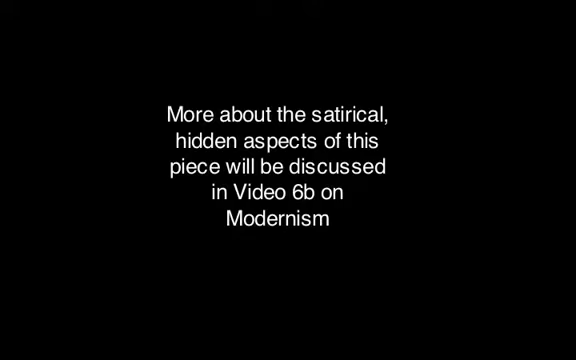 More about the satirical,
hidden aspects of this
piece will be discussed
in Video 6b on
Modernism